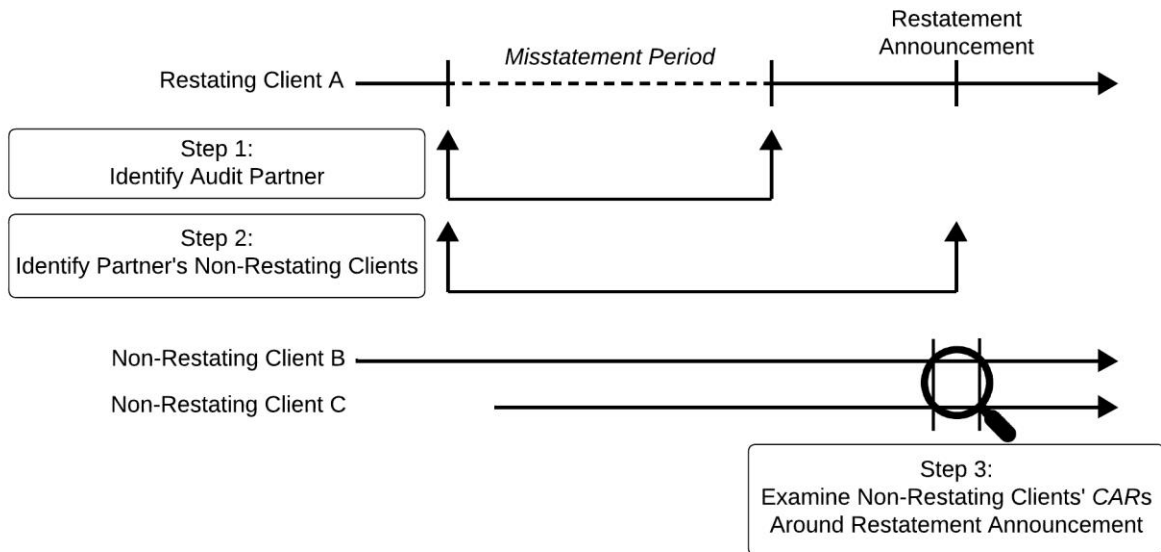 Restatement
Announcement
Misstatement Period
Restating Client A
Step 1:
Identify Audit Partner
Step 2:
Identify Partner's Non-Restating Clients
Non-Restating Client B
Non-Restating Client C
Step 3:
Examine Non-Restating Clients' CARs
Around Restatement Announcement